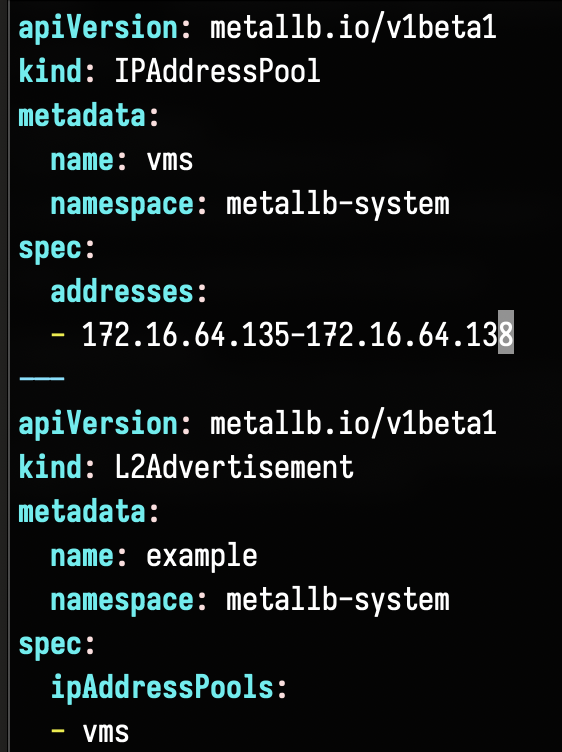 apiVersion: metallb.io/v1beta1
kind: IPAddressPool
metadata:
  name: vms
  namespace: metallb-system
spec:
  addresses:
  - 172.16.64.135-172.16.64.138
---
apiVersion: metallb.io/v1beta1
kind: L2Advertisement
metadata:
  name: example
  namespace: metallb-system
spec:
  ipAddressPools:
  - vms